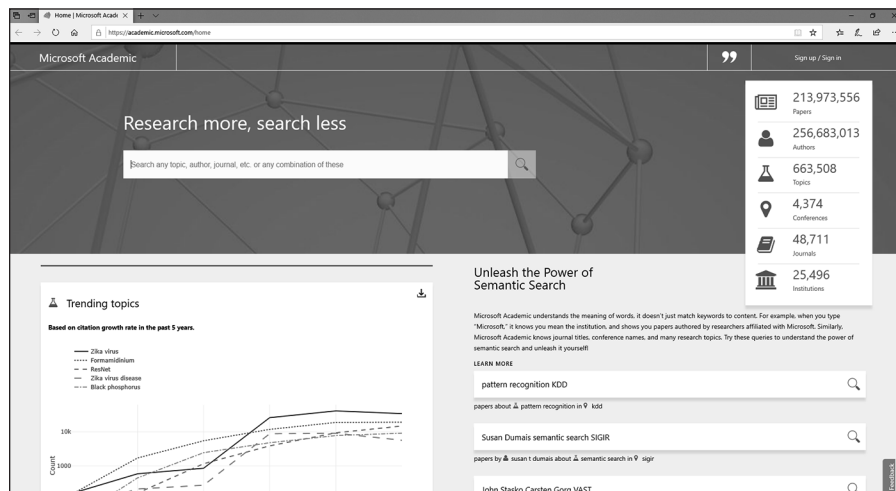 Home | Microsoft Acade
https://academic.microsoft.com/home
Microsoft Academic
Sign up / Sign in
Research more, search less
Search any topic, author, journal, etc. or any combination of these
213,973,556
Papers
256,683,013
Authors
663,508
Topics
4,374
Conferences
48,711
Journals
25,496
Institutions
Trending topics
Based on citation growth rate in the past 5 years.
Zika virus
Formamidinium
ResNet
Zika virus disease
Black phosphorus
10k
1000
Count
Unleash the Power of
Semantic Search
Microsoft Academic understands the meaning of words, it doesn't just match keywords to content. For example, when you type
"Microsoft," it knows you mean the institution, and shows you papers authored by researchers affiliated with Microsoft. Similarly,
Microsoft Academic knows journal titles, conference names, and many research topics. Try these queries to understand the power of
semantic search and unleash it yourself!
LEARN MORE
pattern recognition KDD
papers about pattern recognition in kdd
Susan Dumais semantic search SIGIR
papers by susan t dumais about semantic search in sigir
John Stasko Carsten Gorg VAST
Feedback